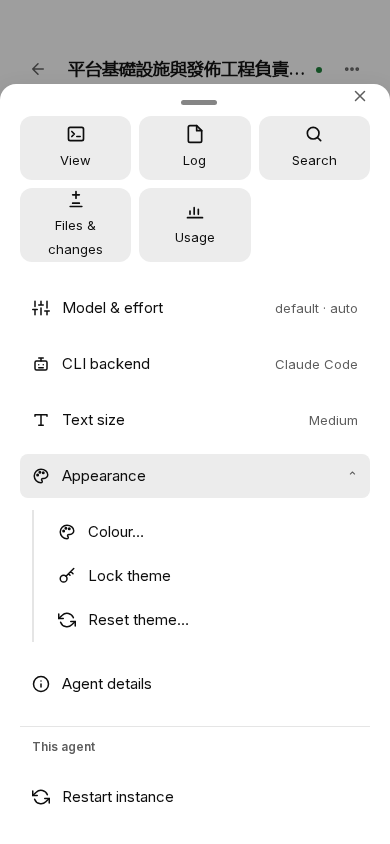 平台基礎設施與發佈工程負責…
View
Log
Search
Files &
changes
Usage
Model & effort
default · auto
CLI backend
Claude Code
Text size
Medium
Appearance
Colour...
Lock theme
Reset theme...
Agent details
This agent
Restart instance